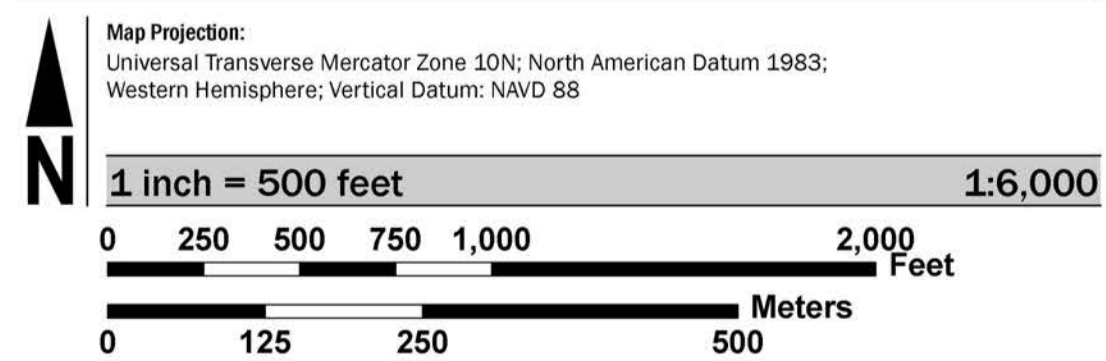 Map Projection:
Universal Transverse Mercator Zone 10N; North American Datum 1983;
Western Hemisphere; Vertical Datum: NAVD 88
N
1 inch = 500 feet 1:6,000
0 250 500 750 1,000 2,000
Feet
Meters
0 125 250 500